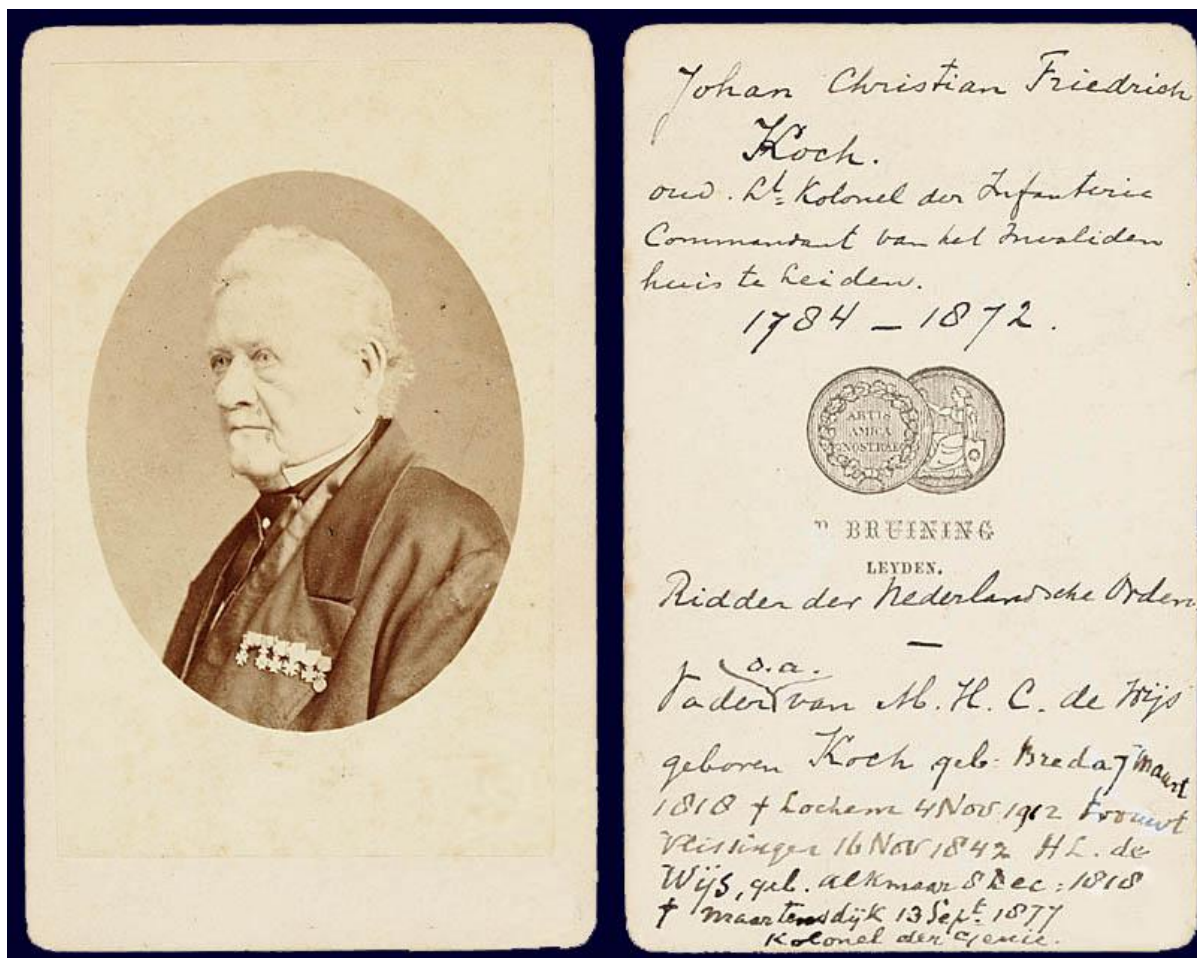 Johan Christian Friedrich
Koch.
oud. Lt. Kolonel der Infanterie
Commandant van het Invaliden
huis te Leiden.
1784 – 1872.
ARTIS
AMICA
NOSTRAE
BRUINING
LEYDEN.
Ridder der Nederlandsche Orden
—
o.a.
Vader van M. H. C. de Wijs
geboren Koch geb. Breda 7 Maart
1818 † Lochem 4 Nov 1912 trouwt
Vlissingen 16 Nov 1842 H L. de
Wijs, geb. Alkmaar 8 Dec: 1818
† Maartensdijk 13 Sept. 1877
Kolonel der Genie.